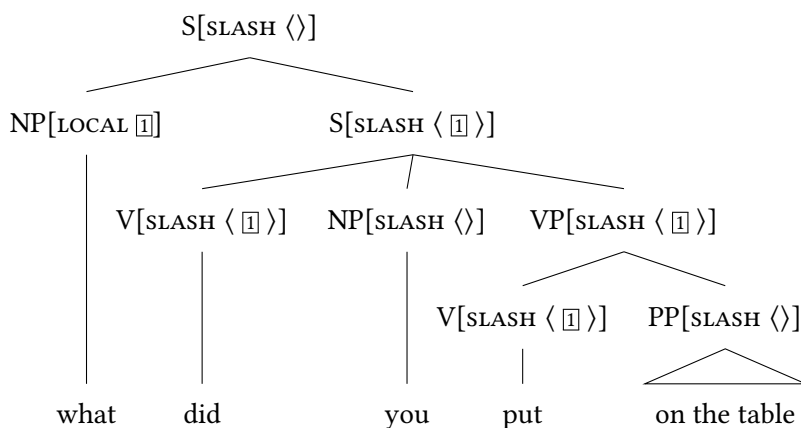 S[SLASH ⟨⟩]
NP[LOCAL 1] S[SLASH ⟨ 1 ⟩]
V[SLASH ⟨ 1 ⟩] NP[SLASH ⟨⟩] VP[SLASH ⟨ 1 ⟩]
V[SLASH ⟨ 1 ⟩] PP[SLASH ⟨⟩]
what did you put on the table